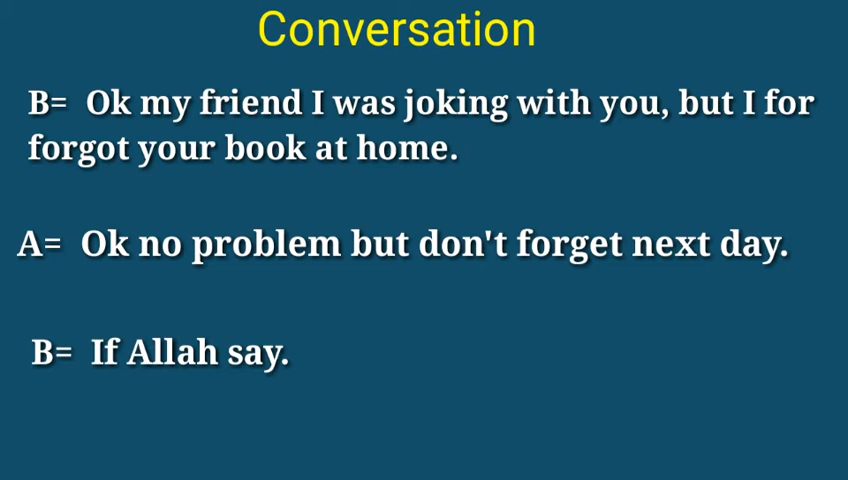 Conversation
B= Ok my friend I was joking with you, but I for
forgot your book at home.
A= Ok no problem but don't forget next day.
B= If Allah say.